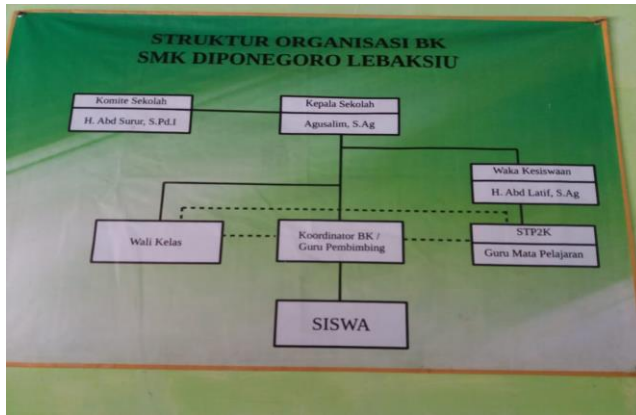 STRUKTUR ORGANISASI BK
SMK DIPONEGORO LEBAKSIU
Komite Sekolah
H. Abd Surur, S.Pd.I
Kepala Sekolah
Agusalim, S.Ag
Waka Kesiswaan
H. Abd Latif, S.Ag
Wali Kelas
Koordinator BK /
Guru Pembimbing
STP2K
Guru Mata Pelajaran
SISWA